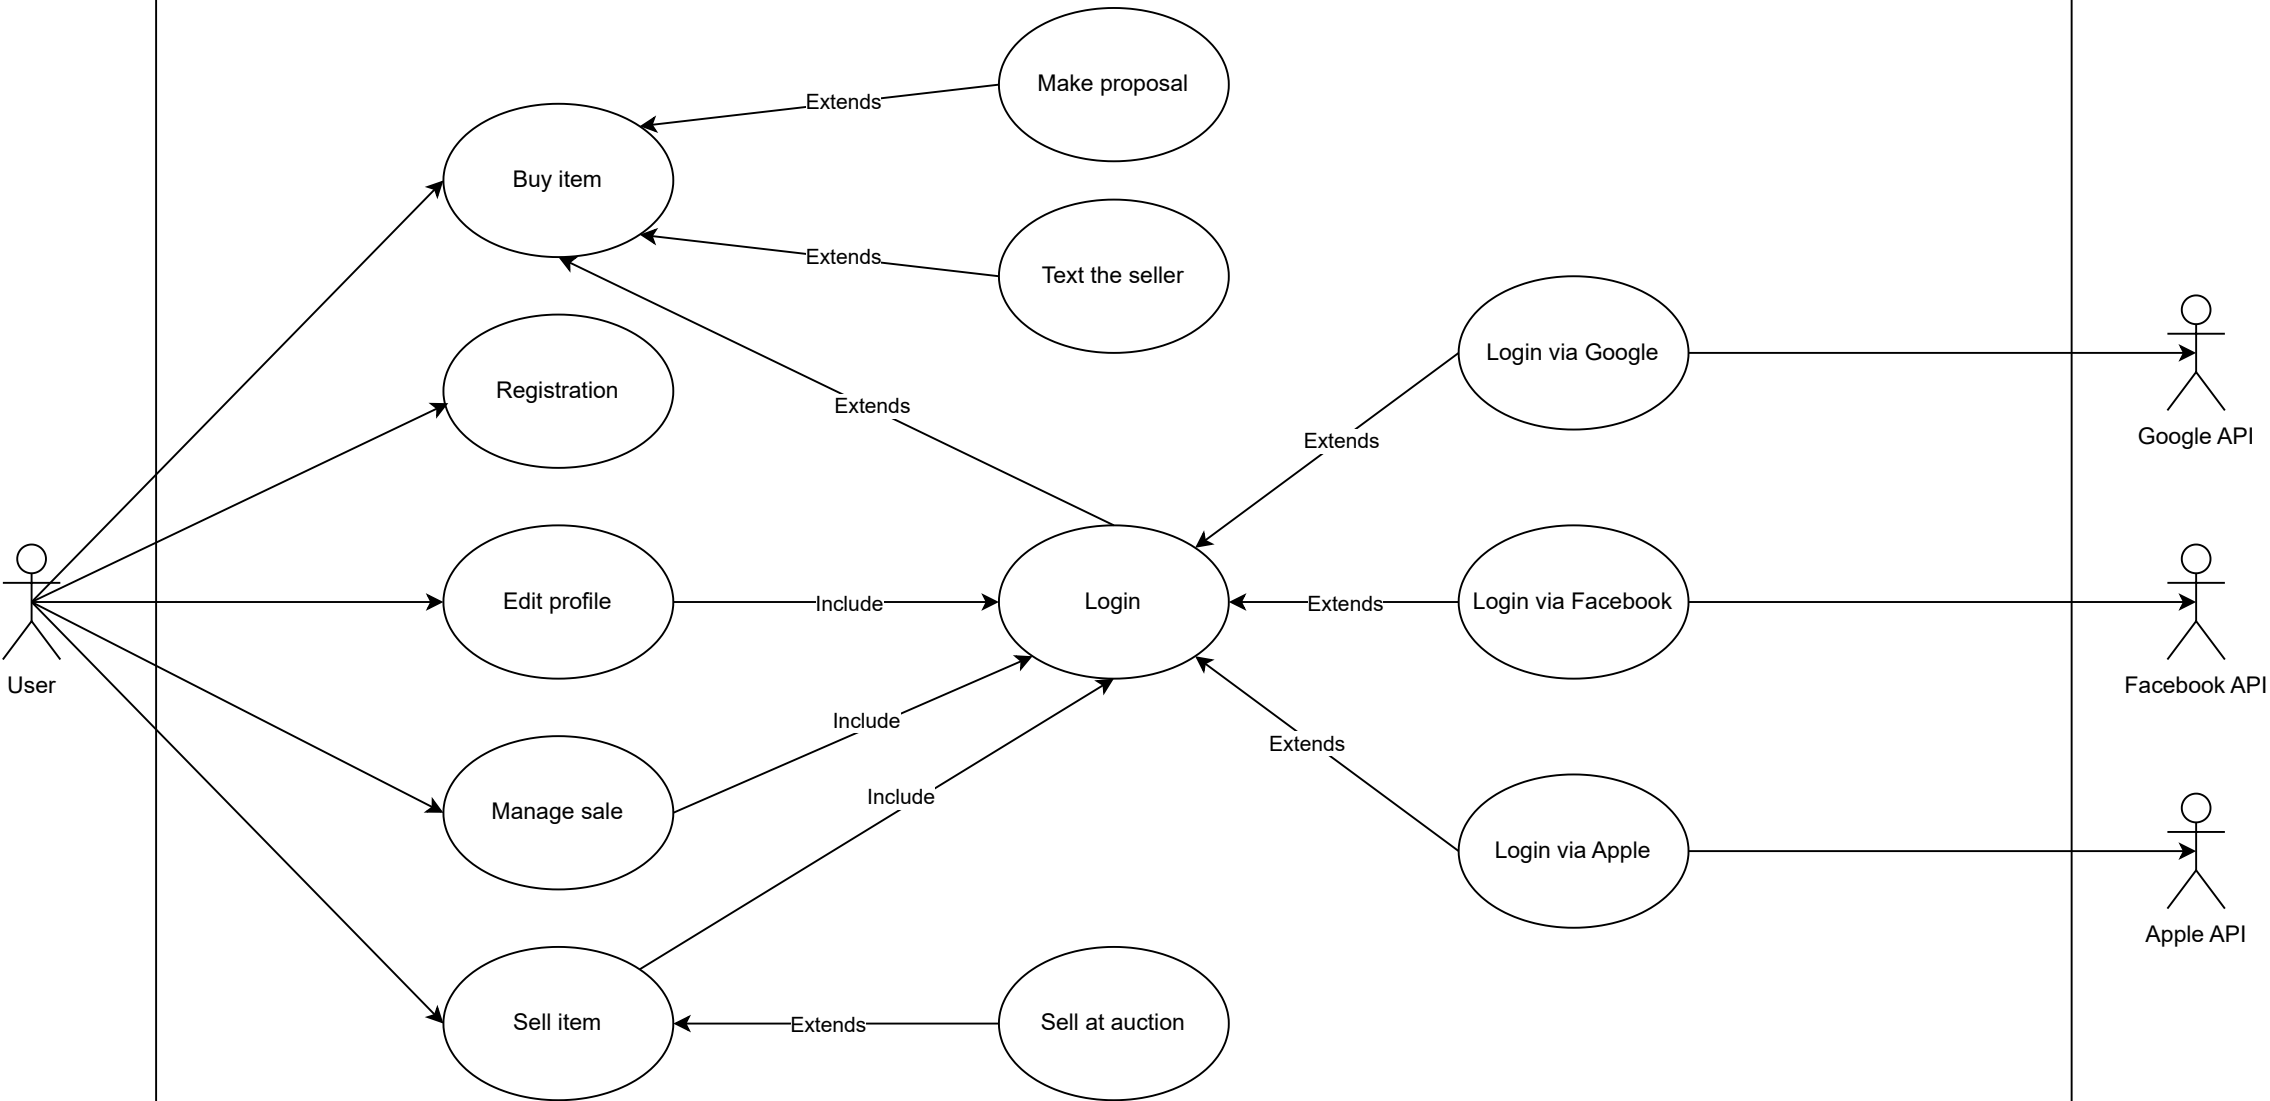 Make proposal
Extends
Buy item
Extends
Text the seller
Login via Google
Registration
Extends
Google API
Extends
Edit profile
Include
Login
Extends
Login via Facebook
User
Facebook API
Include
Extends
Include
Manage sale
Login via Apple
Apple API
Sell item
Extends
Sell at auction